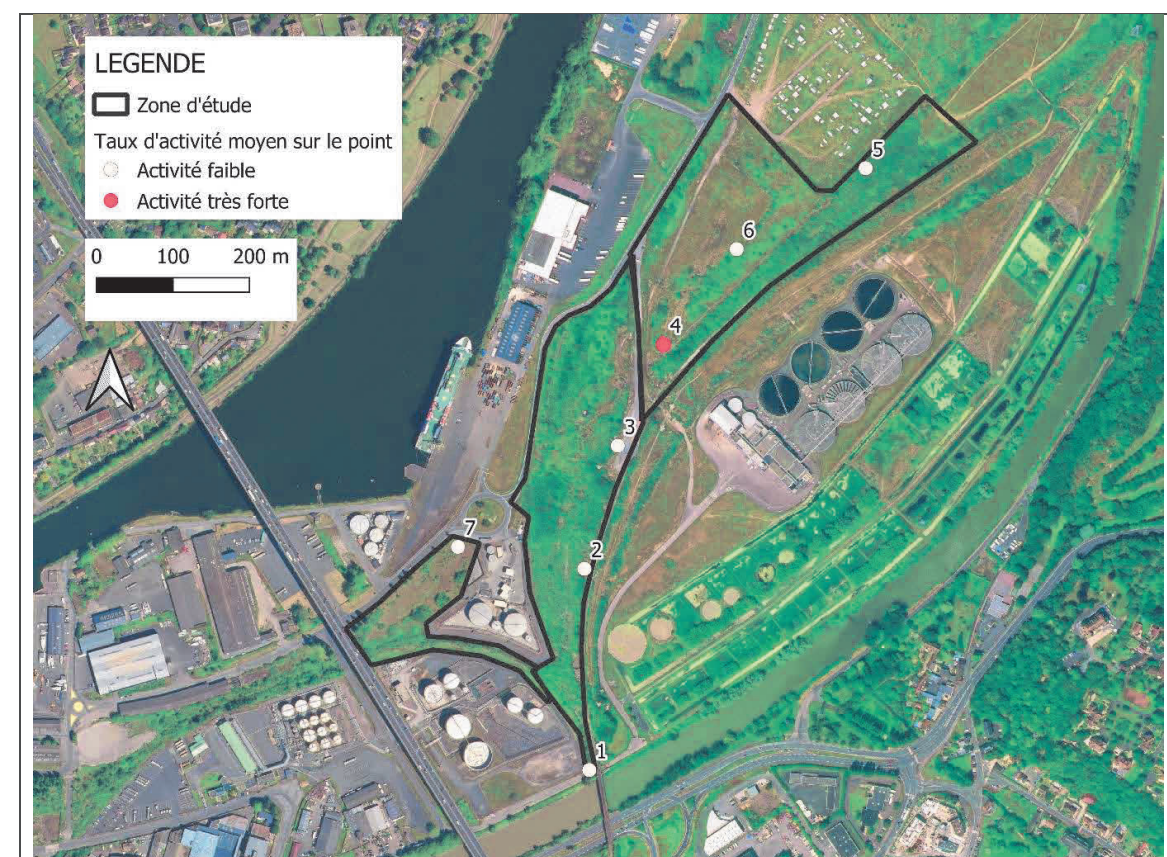 LEGENDE
Zone d'étude
Taux d'activité moyen sur le point
Activité faible
Activité très forte
0 100 200 m
5
6
4
3
7
2
1